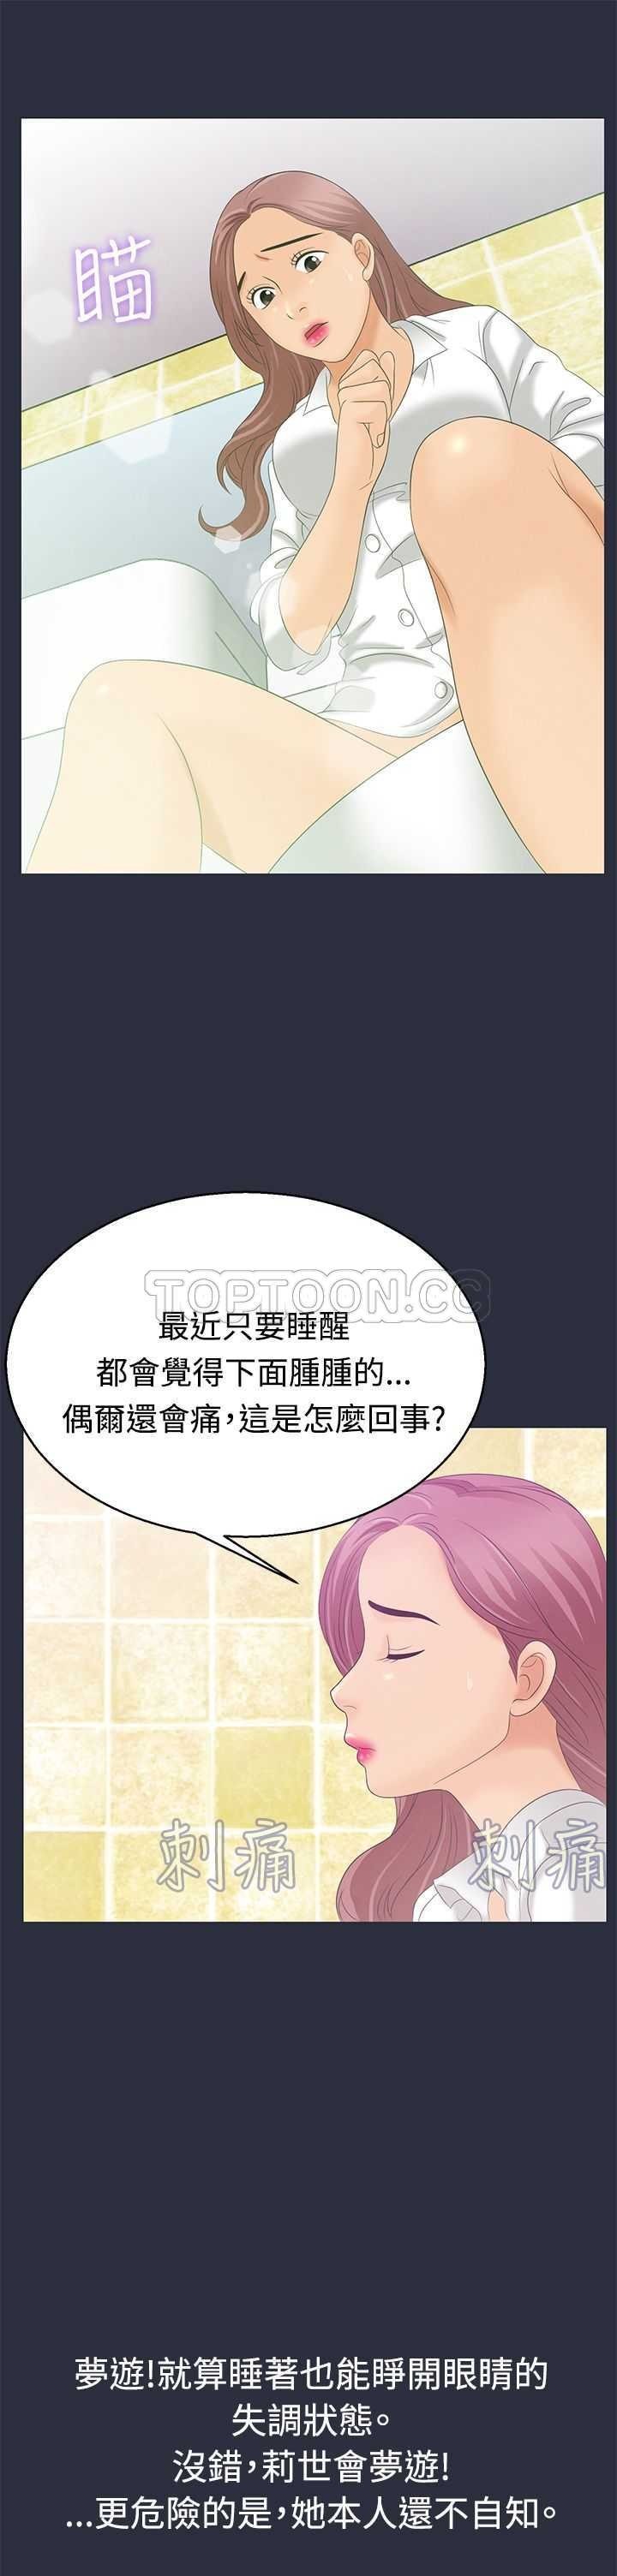 瞄
TOPTOON.CC
最近只要睡醒
都會覺得下面腫腫的...
偶爾還會痛,這是怎麼回事?
刺痛
刺痛
夢遊!就算睡著也能睜開眼睛的
失調狀態。
沒錯,莉世會夢遊!
...更危險的是,她本人還不自知。